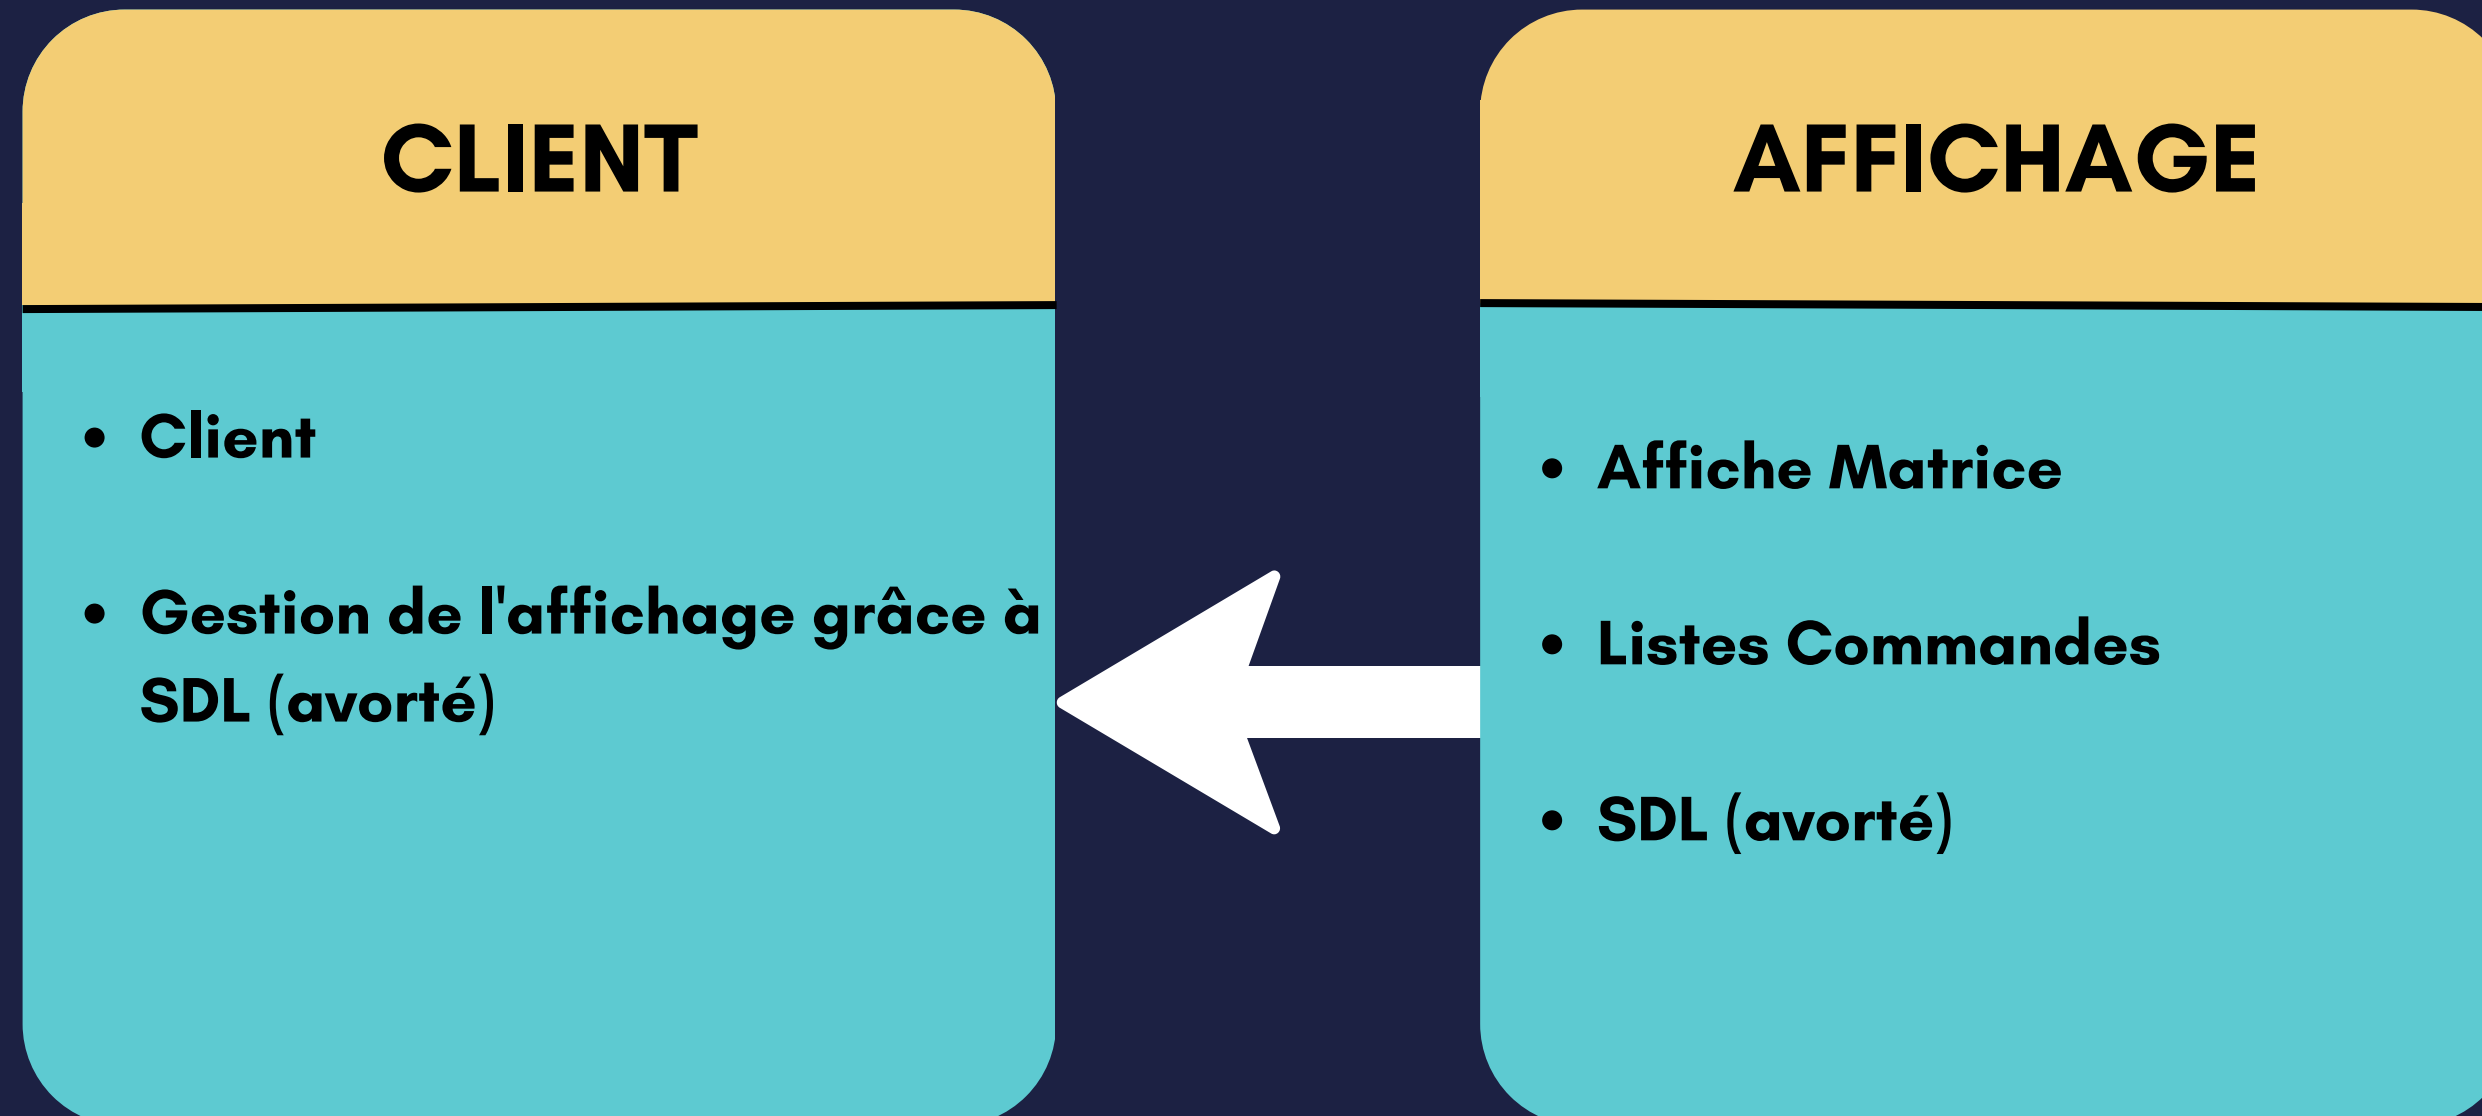 CLIENT
• Client
• Gestion de l'affichage grâce à
SDL (avorté)
AFFICHAGE
• Affiche Matrice
• Listes Commandes
• SDL (avorté)